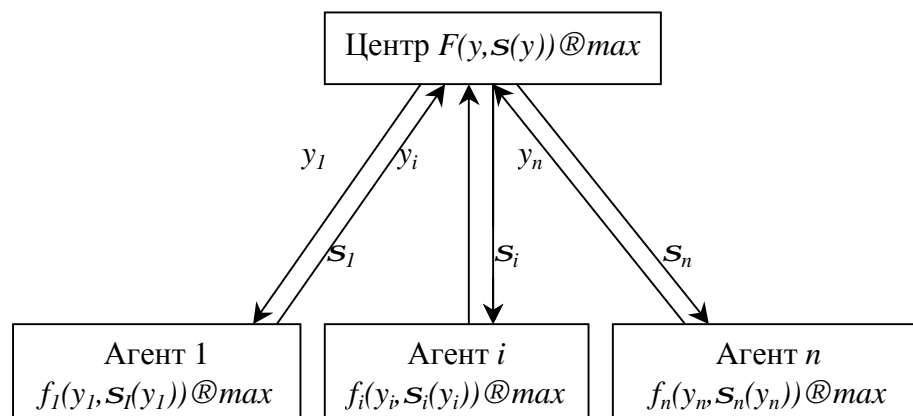 Центр F(y,s(y))®max
y1 yi yn
s1 si sn
Агент 1
f1(y1,s1(y1))®max
Агент i
fi(yi,si(yi))®max
Агент n
fn(yn,sn(yn))®max